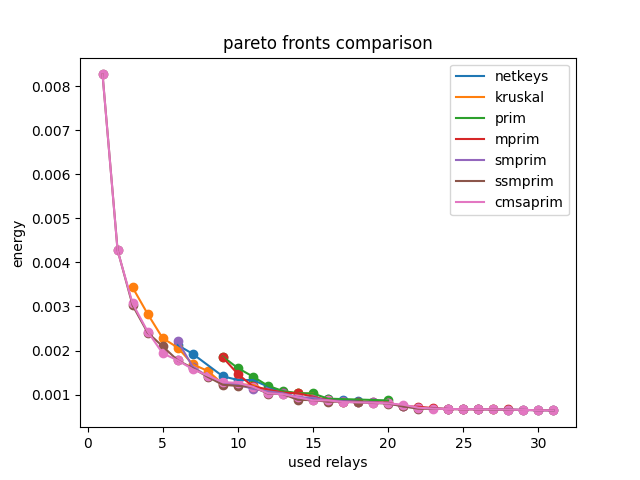 pareto fronts comparison
netkeys
kruskal
prim
mprim
smprim
ssmprim
cmsaprim
energy
0.008
0.007
0.006
0.005
0.004
0.003
0.002
0.001
0
5
10
15
20
25
30
used relays